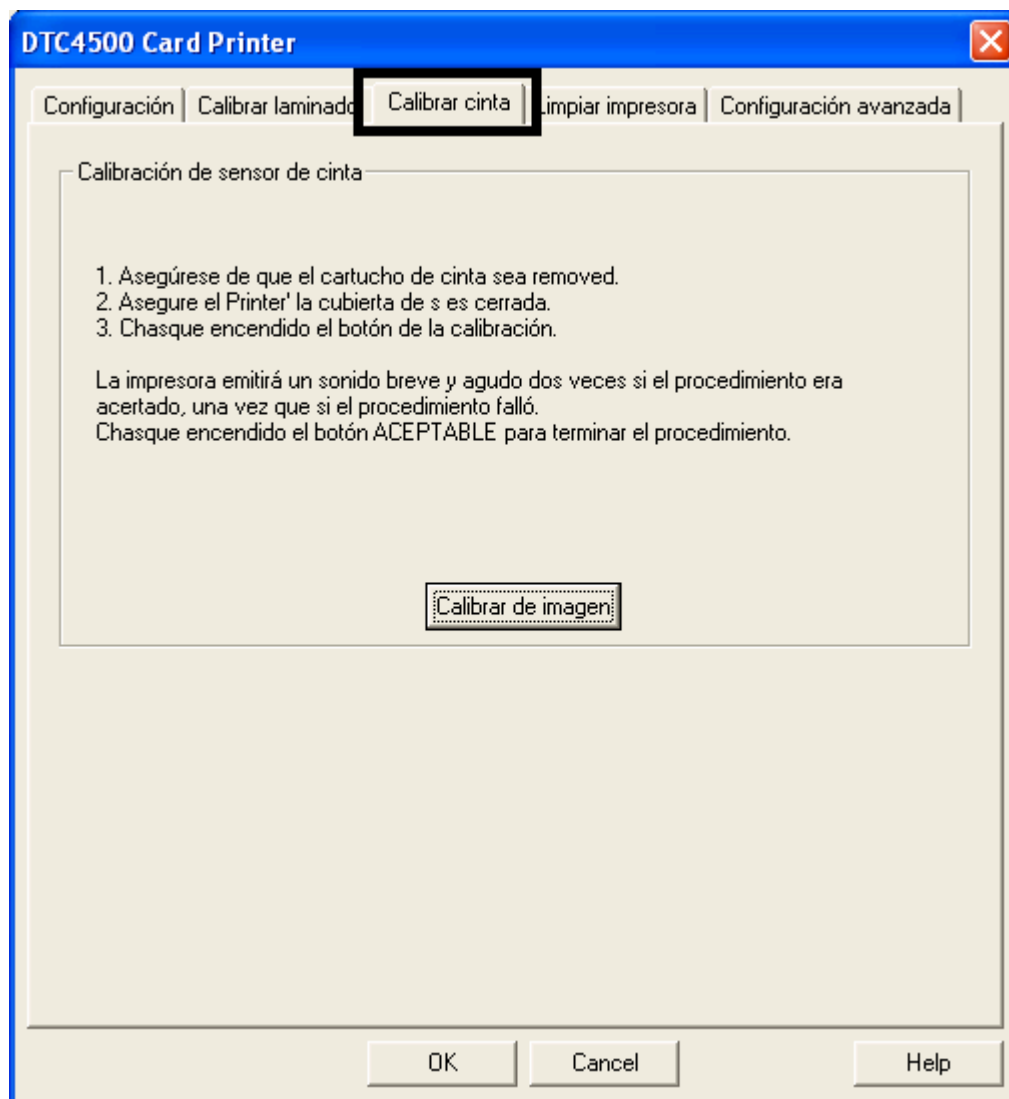 DTC4500 Card Printer
Configuración
Calibrar laminado
Calibrar cinta
Limpiar impresora
Configuración avanzada
Calibración de sensor de cinta
1. Asegúrese de que el cartucho de cinta sea removed.
2. Asegure el Printer' la cubierta de s es cerrada.
3. Chasque encendido el botón de la calibración.
La impresora emitirá un sonido breve y agudo dos veces si el procedimiento era
acertado, una vez que si el procedimiento falló.
Chasque encendido el botón ACEPTABLE para terminar el procedimiento.
Calibrar de imagen
OK
Cancel
Help